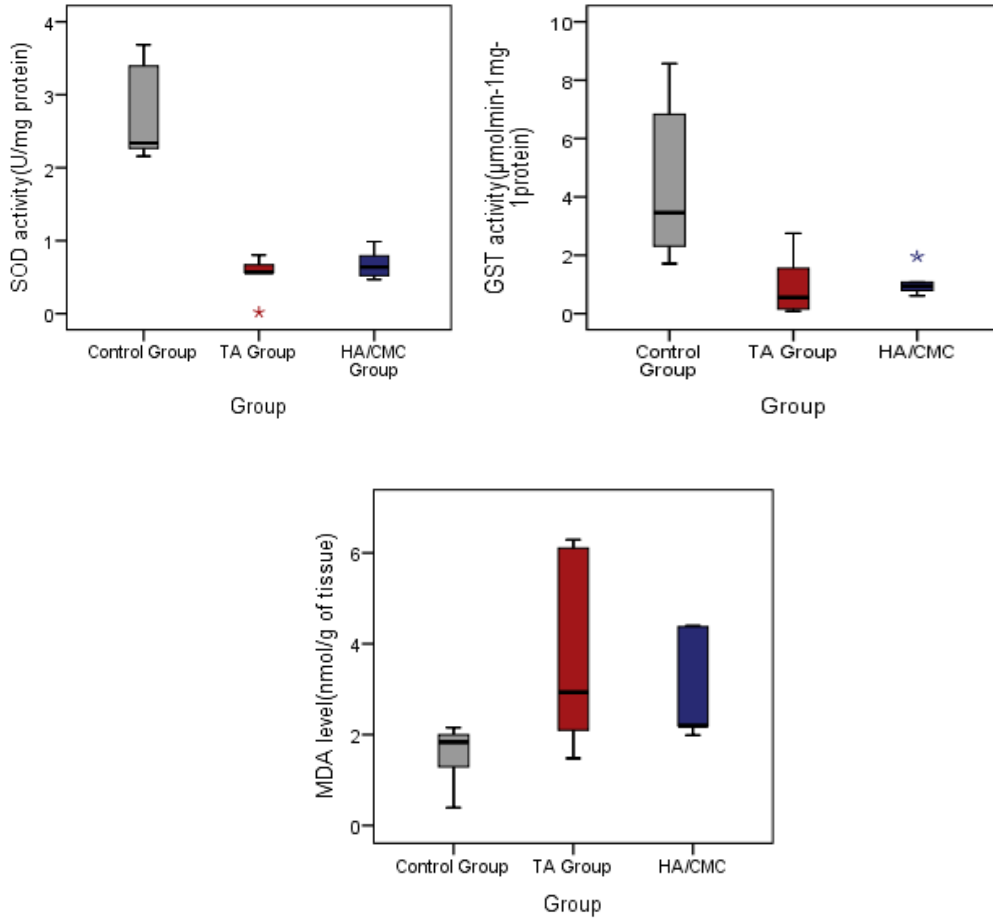 SOD activity(U/mg protein)
4
3
2
1
0
Control Group
TA Group
HA/CMC
Group
Group
GST activity(µmolmin-1mg-
1protein)
10
8
6
4
2
0
Control
Group
TA Group
HA/CMC
Group
MDA level(nmol/g of tissue)
6
4
2
0
Control Group
TA Group
HA/CMC
Group